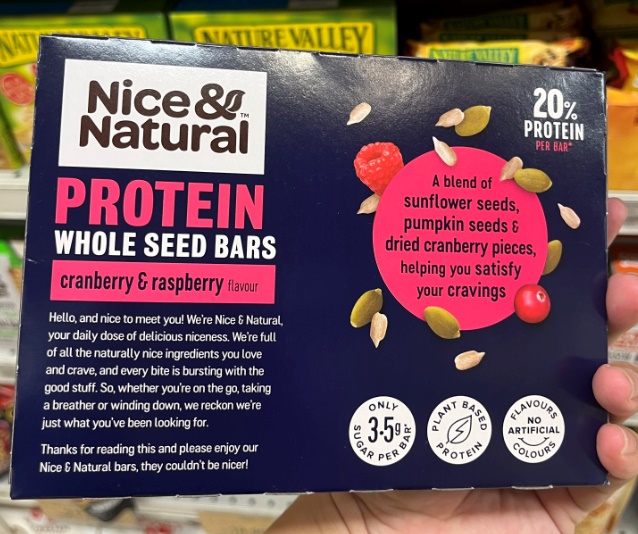 NATURE VALLEY
NATURE VALLEY
Nice &
Natural™
PROTEIN
WHOLE SEED BARS
cranberry & raspberry flavour
Hello, and nice to meet you! We're Nice & Natural,
your daily dose of delicious niceness. We're full
of all the naturally nice ingredients you love
and crave, and every bite is bursting with the
good stuff. So, whether you're on the go, taking
a breather or winding down, we reckon we're
just what you've been looking for.
Thanks for reading this and please enjoy our
Nice & Natural bars, they couldn't be nicer!
20%
PROTEIN
PER BAR*
A blend of
sunflower seeds,
pumpkin seeds &
dried cranberry pieces,
helping you satisfy
your cravings
ONLY
3·5g
SUGAR PER BAR*
PLANT BASED
PROTEIN
FLAVOURS
NO
ARTIFICIAL
COLOURS